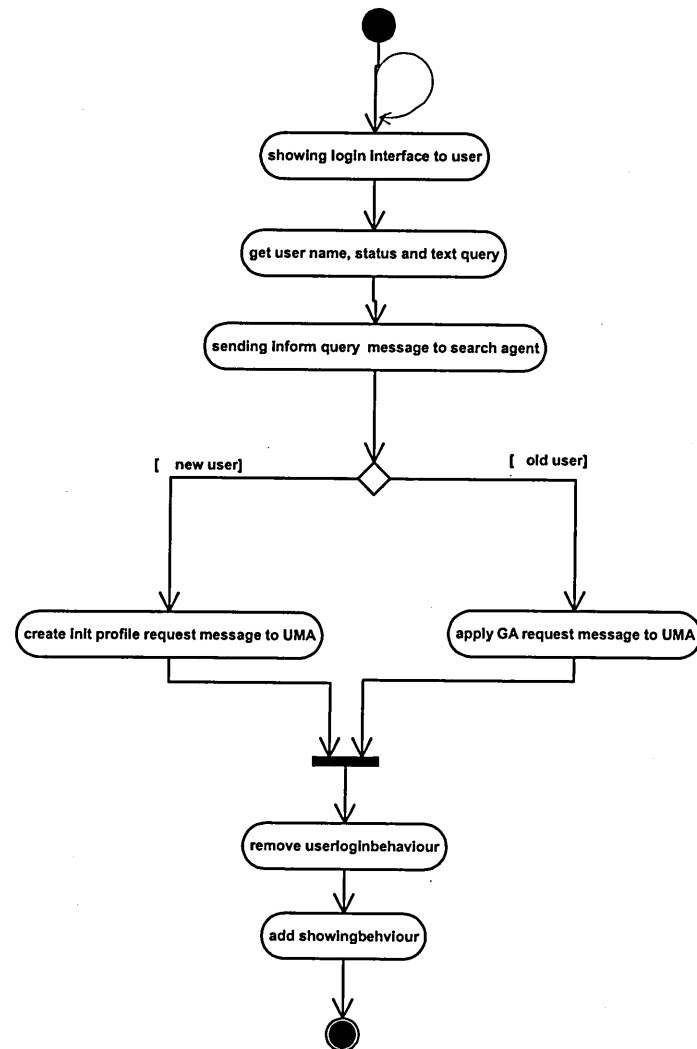 showing login interface to user
get user name, status and text query
sending inform query message to search agent
[ new user]
[ old user]
create init profile request message to UMA
apply GA request message to UMA
remove userloginbehaviour
add showingbehviour